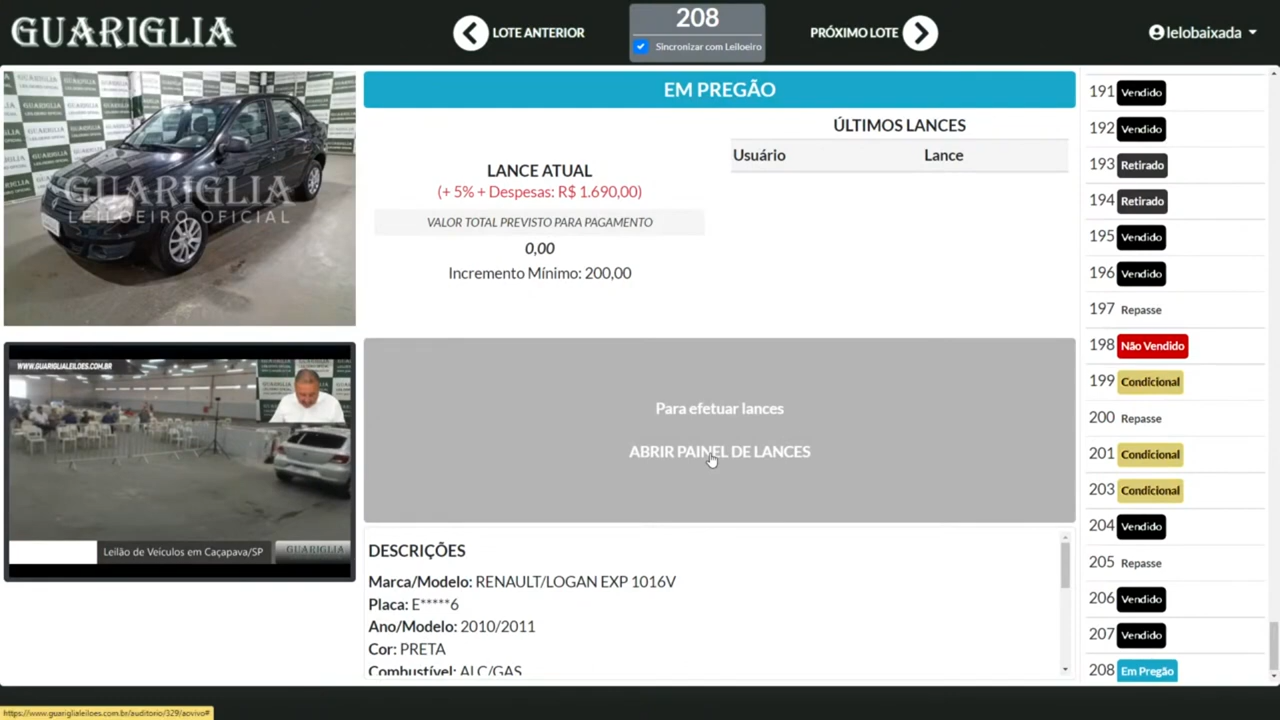 GUARIGLIA
LOTE ANTERIOR
208
Sincronizar com Leiloeiro
PRÓXIMO LOTE
lelobaixada
GUARIGLIA
LEILOEIRO OFICIAL
EM PREGÃO
LANCE ATUAL
(+ 5% + Despesas: R$ 1.690,00)
VALOR TOTAL PREVISTO PARA PAGAMENTO
0,00
Incremento Mínimo: 200,00
ÚLTIMOS LANCES
Usuário Lance
Para efetuar lances
ABRIR PAINEL DE LANCES
WWW.GUARIGLIALEILOES.COM.BR
Leilão de Veiculos em Caçapava/SP
GUARIGLIA
DESCRIÇÕES
Marca/Modelo: RENAULT/LOGAN EXP 1016V
Placa: E*****6
Ano/Modelo: 2010/2011
Cor: PRETA
Combustível: ALC/GAS
191 Vendido
192 Vendido
193 Retirado
194 Retirado
195 Vendido
196 Vendido
197 Repasse
198 Não Vendido
199 Condicional
200 Repasse
201 Condicional
203 Condicional
204 Vendido
205 Repasse
206 Vendido
207 Vendido
208 Em Pregão
https://www.guariglialeiloes.com.br/auditorio/329/aovivo#